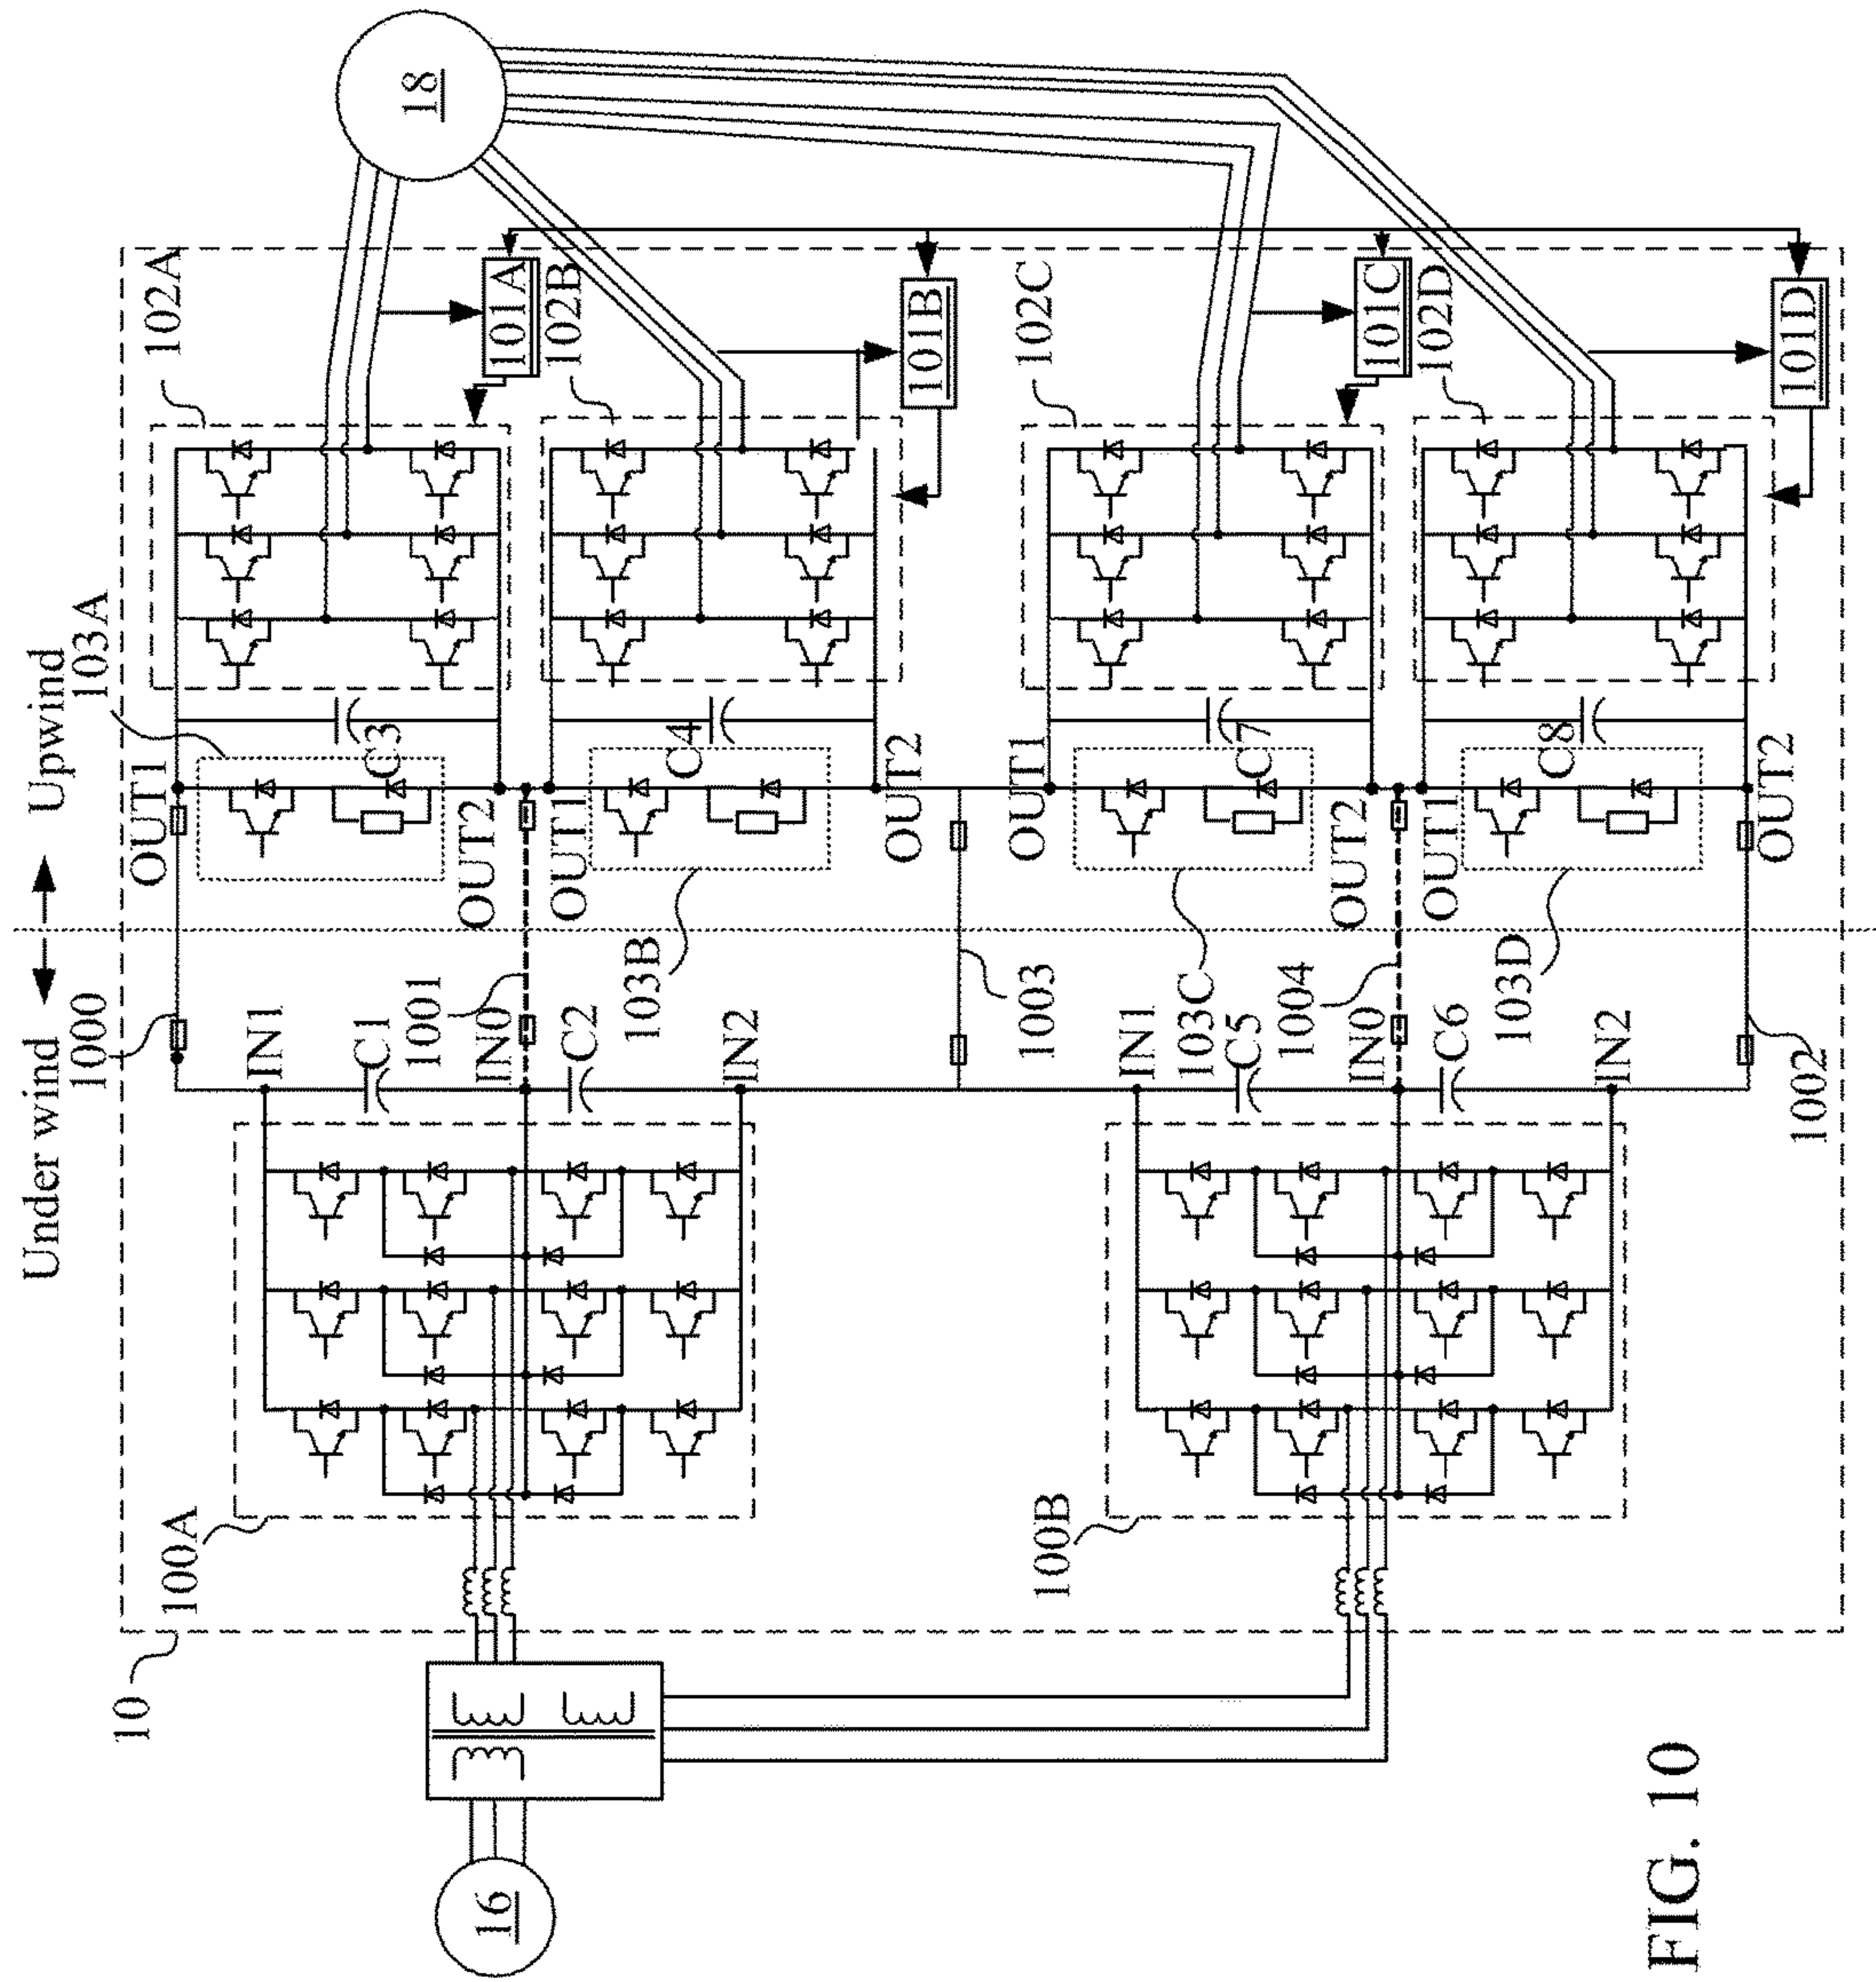 Under wind
Upwind
10
1000
OUT1
103A
102A
18
100A
IN1
C1
C3
1001
IN0
OUT2
OUT1
101A
102B
16
C2
103B
C4
IN2
OUT2
101B
1003
OUT1
102C
100B
IN1
103C
C5
C7
1004
IN0
OUT2
OUT1
101C
102D
C6
103D
C8
IN2
OUT2
1002
101D
FIG. 10